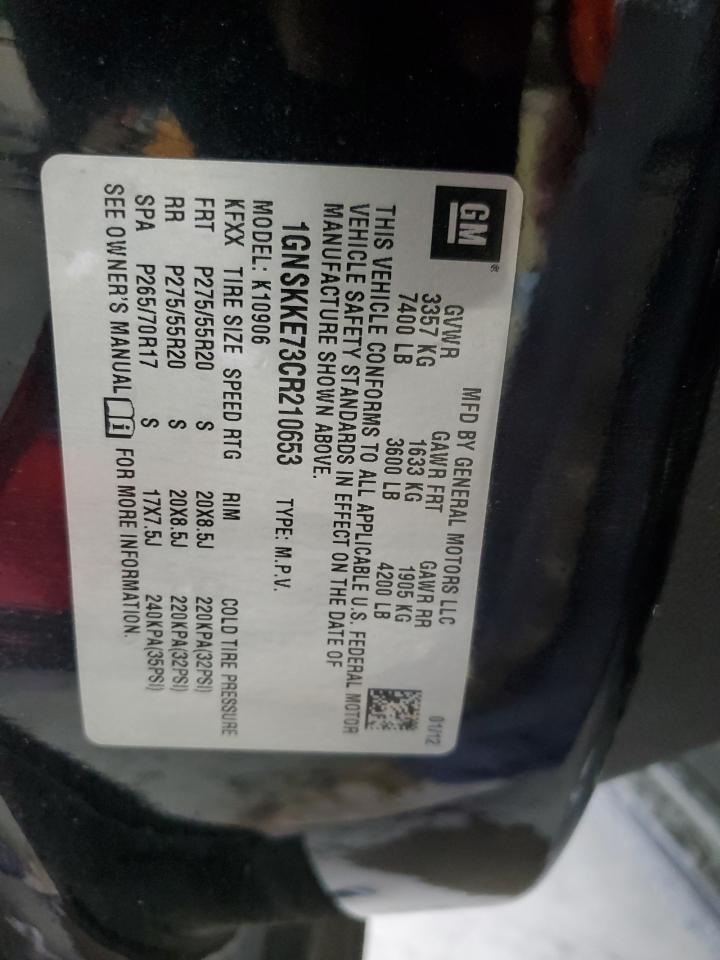 GM
MFD BY GENERAL MOTORS LLC 01/12
GVWR GAWR FRT GAWR RR
3357 KG 1633 KG 1905 KG
7400 LB 3600 LB 4200 LB
THIS VEHICLE CONFORMS TO ALL APPLICABLE U.S. FEDERAL MOTOR
VEHICLE SAFETY STANDARDS IN EFFECT ON THE DATE OF
MANUFACTURE SHOWN ABOVE.
1GNSKKE73CR210653 TYPE: M.P.V.
MODEL: K10906
KFXX TIRE SIZE SPEED RTG RIM COLD TIRE PRESSURE
FRT P275/55R20 S 20X8.5J 220KPA(32PSI)
RR P275/55R20 S 20X8.5J 220KPA(32PSI)
SPA P265/70R17 S 17X7.5J 240KPA(35PSI)
SEE OWNER'S MANUAL FOR MORE INFORMATION.